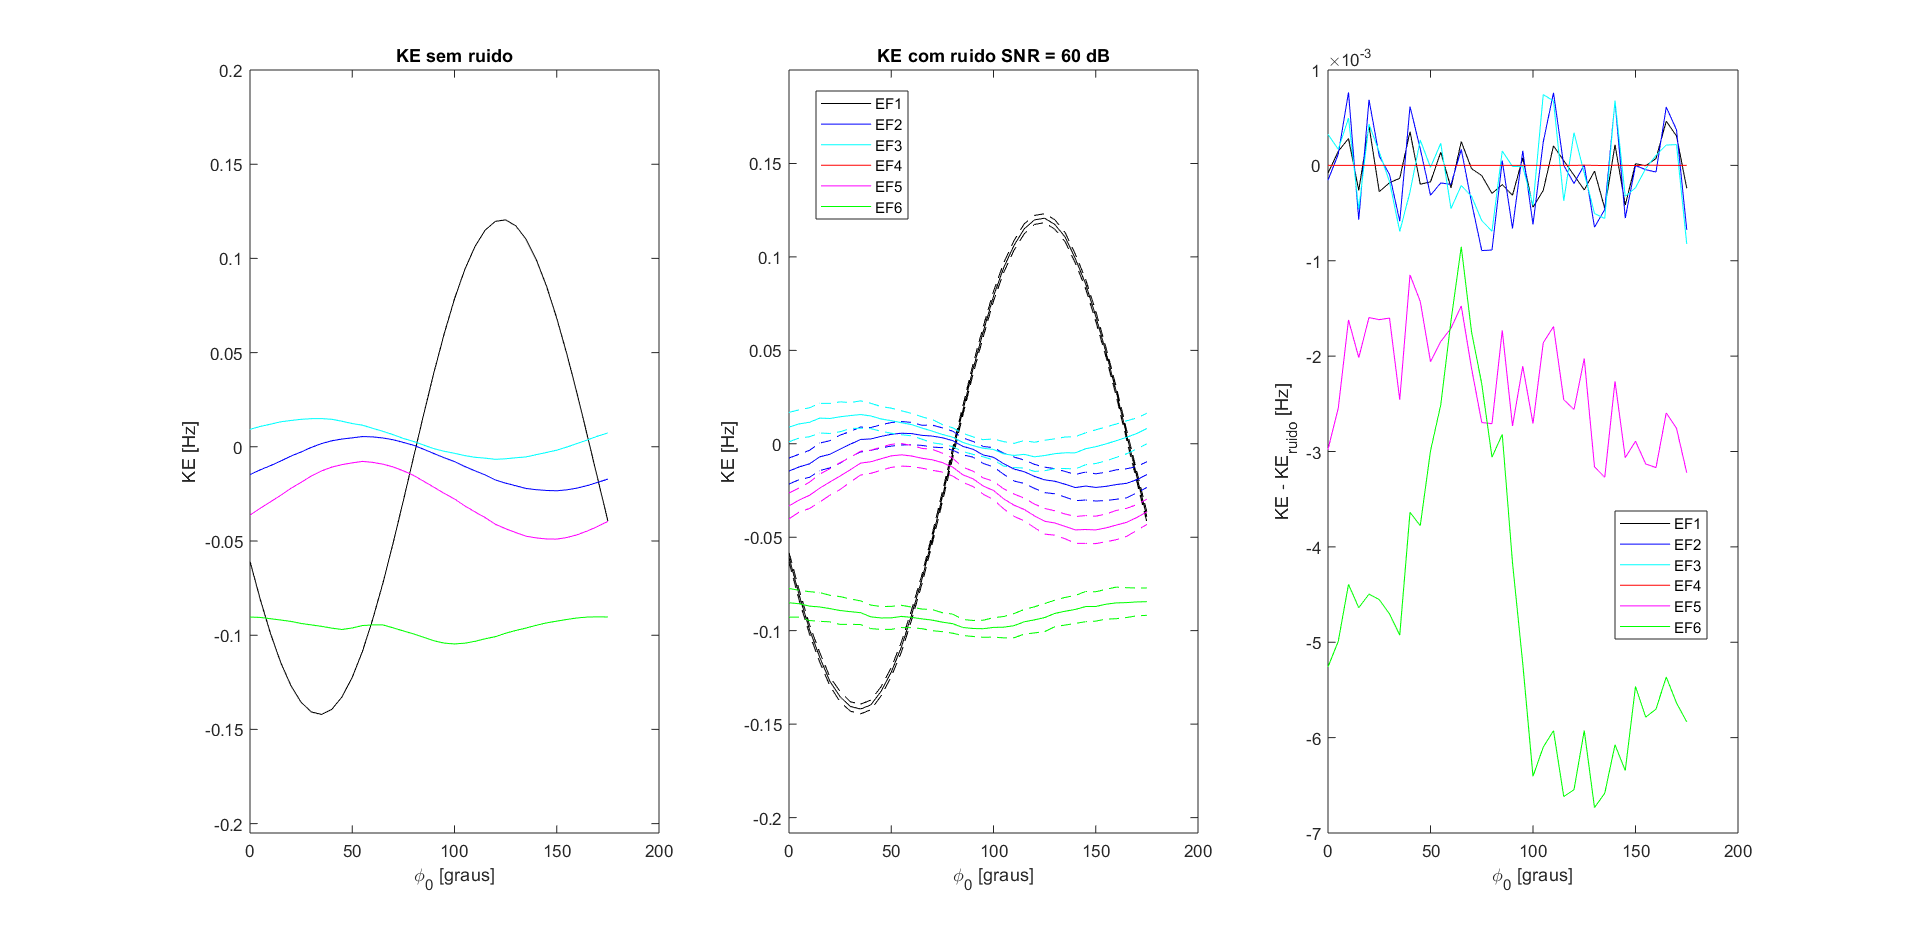 KE sem ruido
0.2
0.15
0.1
0.05
0
-0.05
-0.1
-0.15
-0.2
KE [Hz]
0 50 100 150 200
ϕ0 [graus]
KE com ruido SNR = 60 dB
EF1
EF2
EF3
EF4
EF5
EF6
0.15
0.1
0.05
0
-0.05
-0.1
-0.15
-0.2
KE [Hz]
0 50 100 150 200
ϕ0 [graus]
×10-3
1
0
-1
-2
-3
-4
-5
-6
-7
KE - KEruido [Hz]
EF1
EF2
EF3
EF4
EF5
EF6
0 50 100 150 200
ϕ0 [graus]